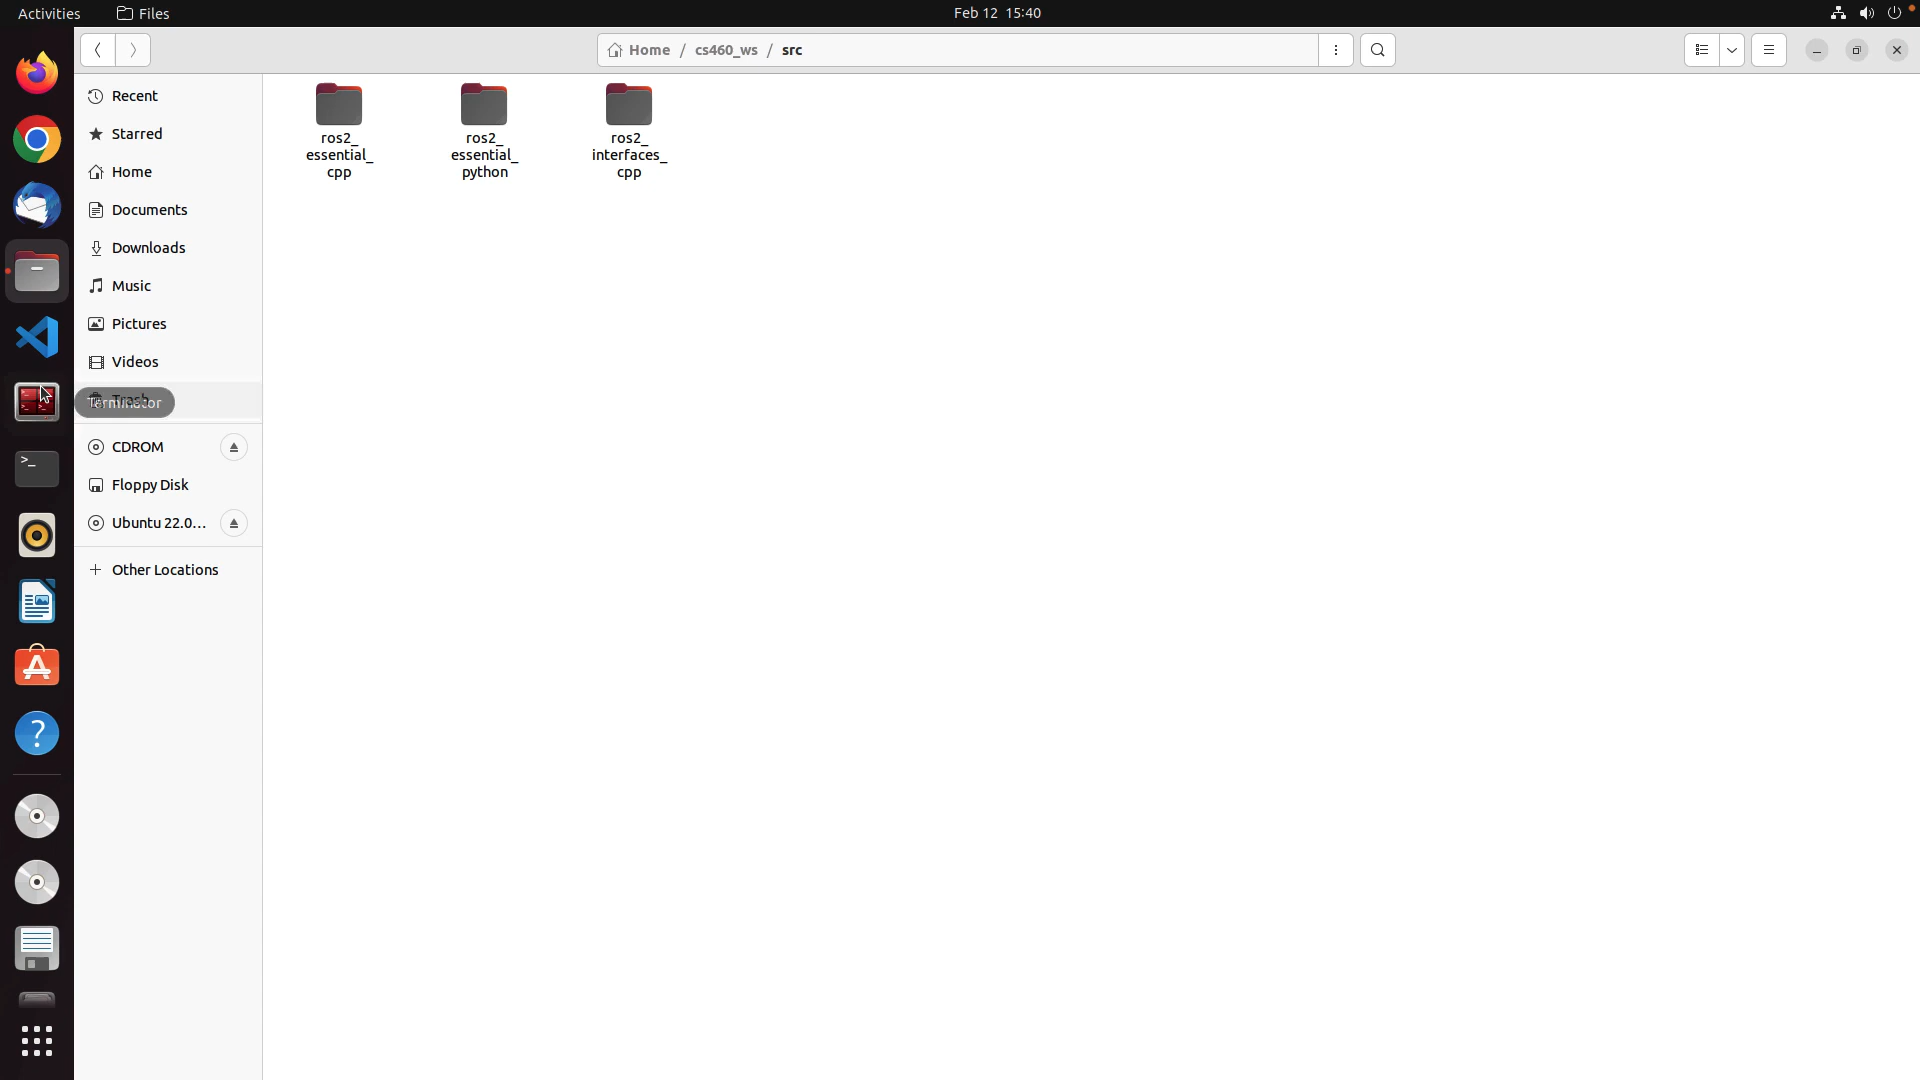 Activities
Files
Feb 12 15:40
Home / cs460_ws / src
Recent
Starred
Home
Documents
Downloads
Music
Pictures
Videos
Trash
Terminator
CDROM
Floppy Disk
Ubuntu 22.0...
Other Locations
ros2_
essential_
cpp
ros2_
essential_
python
ros2_
interfaces_
cpp